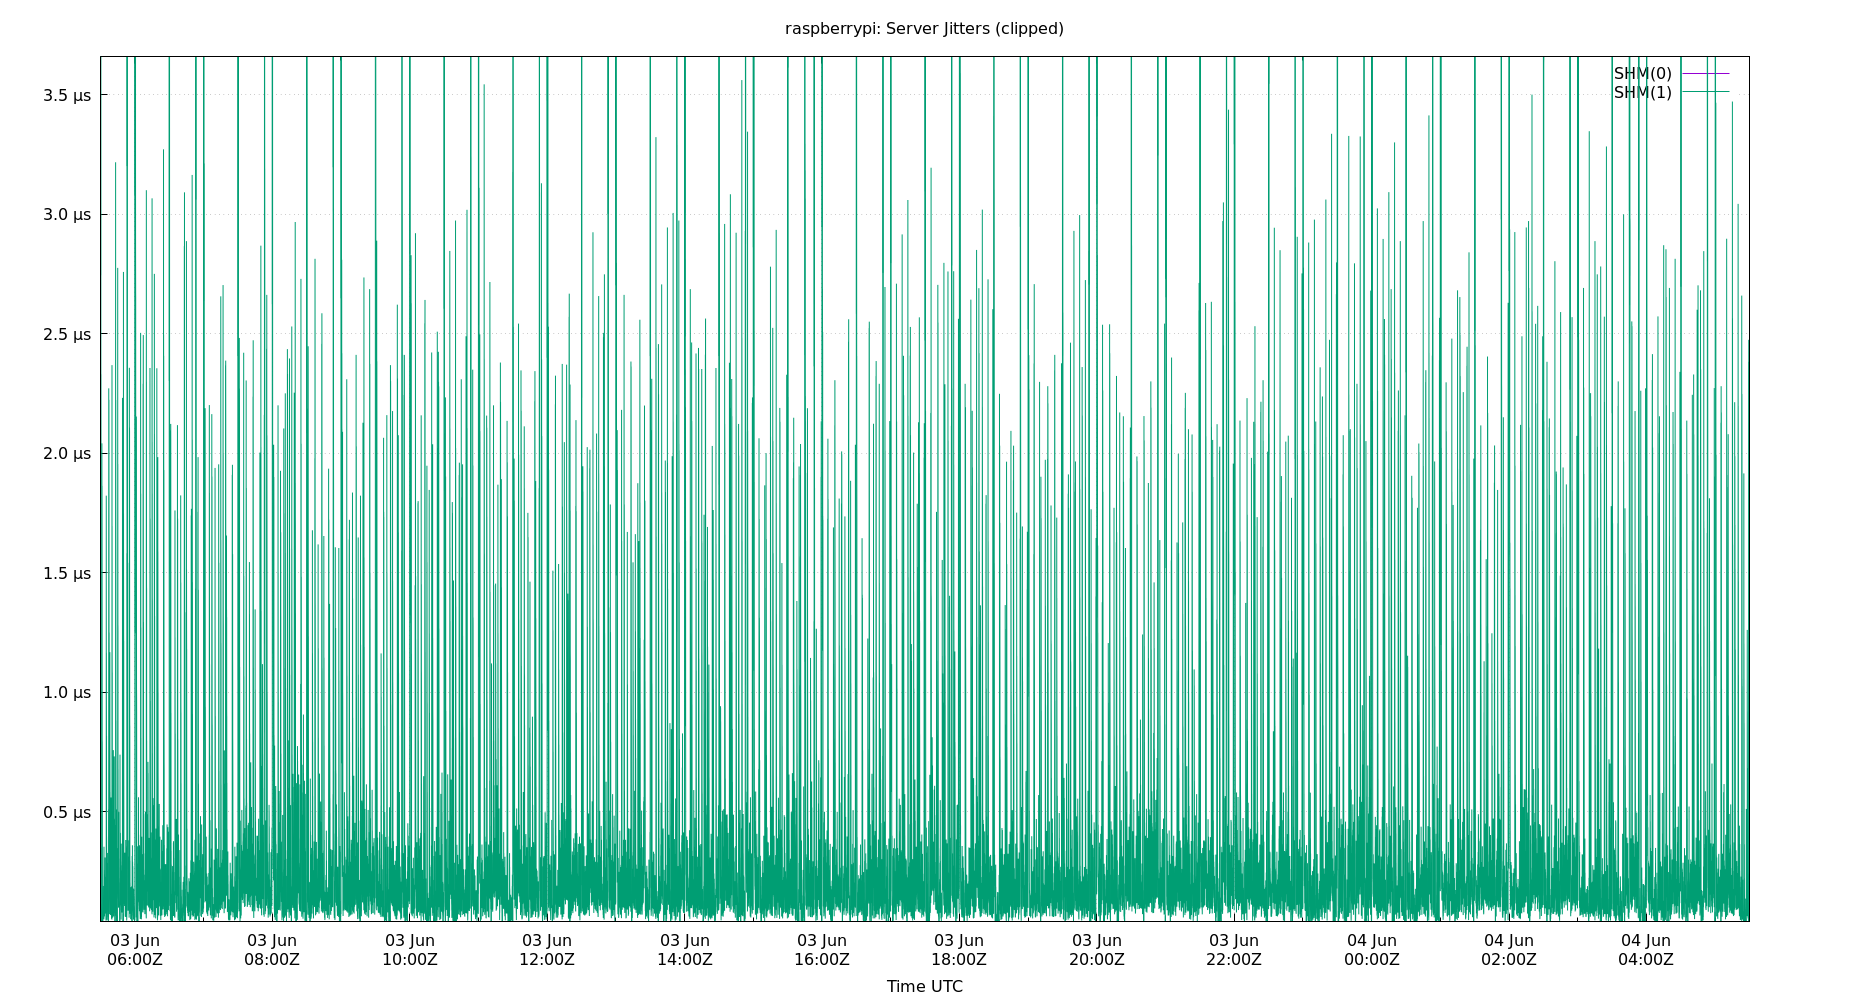 raspberrypi: Server Jitters (clipped)
SHM(0)
SHM(1)
3.5 µs
3.0 µs
2.5 µs
2.0 µs
1.5 µs
1.0 µs
0.5 µs
03 Jun 03 Jun 03 Jun 03 Jun 03 Jun 03 Jun 03 Jun 03 Jun 03 Jun 04 Jun 04 Jun 04 Jun
06:00Z 08:00Z 10:00Z 12:00Z 14:00Z 16:00Z 18:00Z 20:00Z 22:00Z 00:00Z 02:00Z 04:00Z
Time UTC